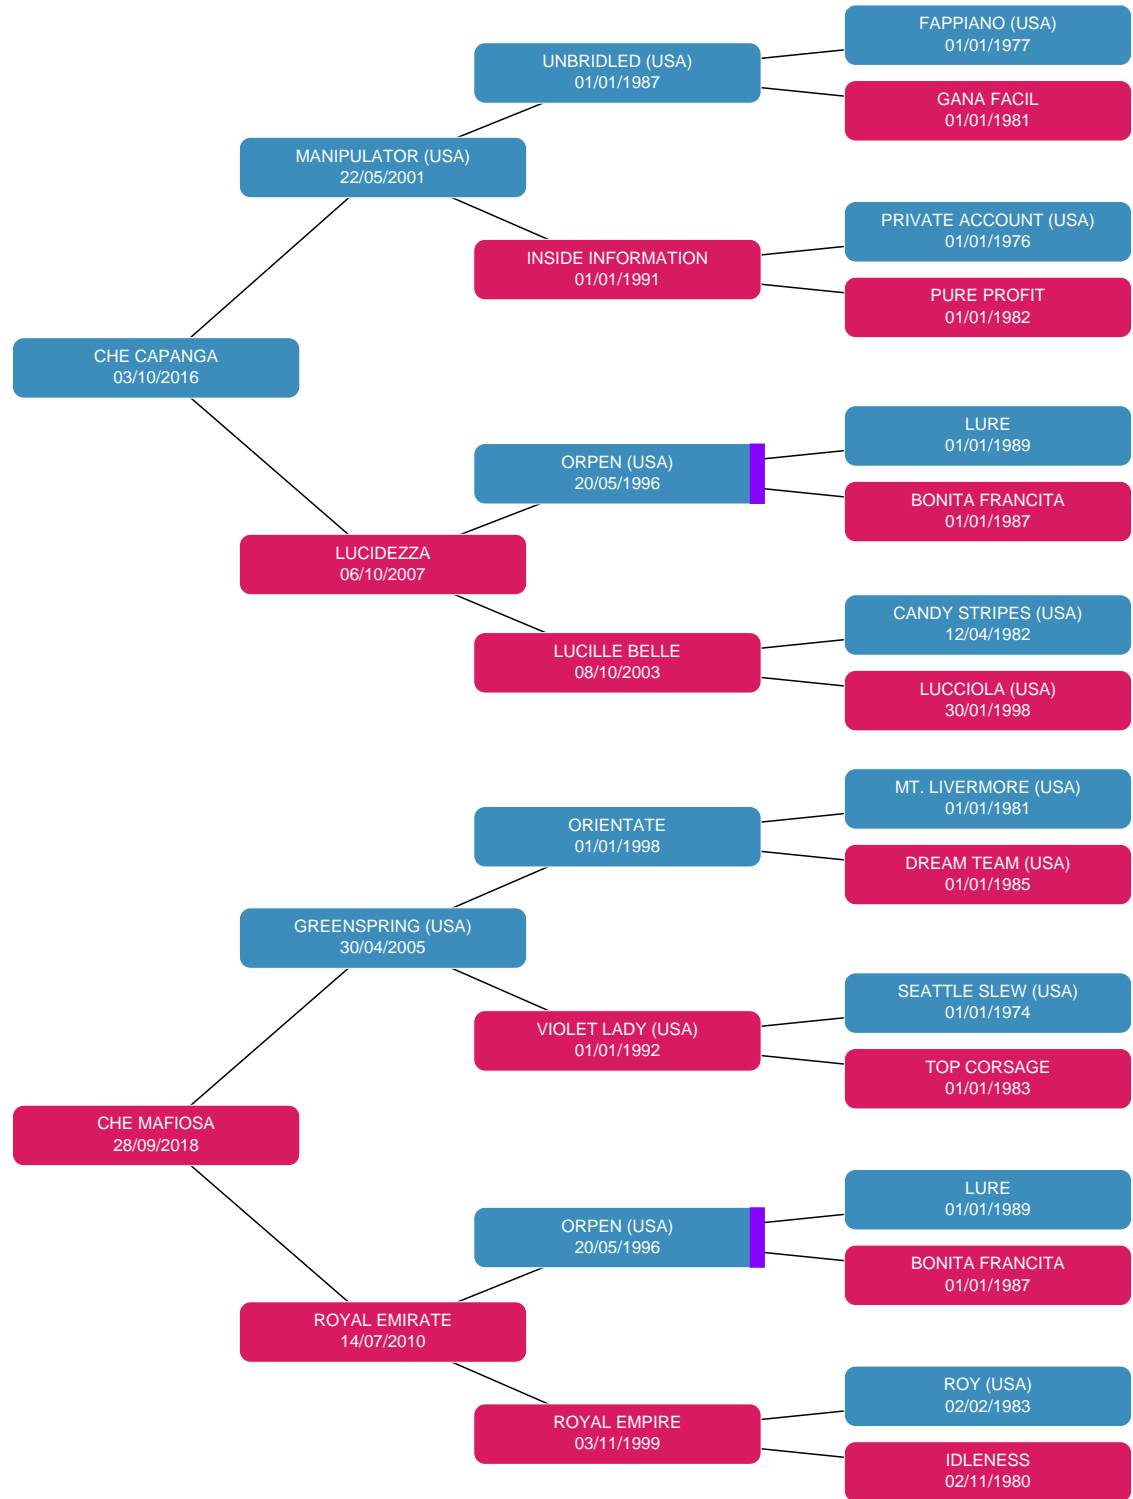 FAPPIANO (USA)
01/01/1977
UNBRIDLED (USA)
01/01/1987
GANA FACIL
01/01/1981
MANIPULATOR (USA)
22/05/2001
PRIVATE ACCOUNT (USA)
01/01/1976
INSIDE INFORMATION
01/01/1991
PURE PROFIT
01/01/1982
CHE CAPANGA
03/10/2016
LURE
01/01/1989
ORPEN (USA)
20/05/1996
BONITA FRANCITA
01/01/1987
LUCIDEZZA
06/10/2007
CANDY STRIPES (USA)
12/04/1982
LUCILLE BELLE
08/10/2003
LUCCIOLA (USA)
30/01/1998
MT. LIVERMORE (USA)
01/01/1981
ORIENTATE
01/01/1998
DREAM TEAM (USA)
01/01/1985
GREENSPRING (USA)
30/04/2005
SEATTLE SLEW (USA)
01/01/1974
VIOLET LADY (USA)
01/01/1992
TOP CORSAGE
01/01/1983
CHE MAFIOSA
28/09/2018
LURE
01/01/1989
ORPEN (USA)
20/05/1996
BONITA FRANCITA
01/01/1987
ROYAL EMIRATE
14/07/2010
ROY (USA)
02/02/1983
ROYAL EMPIRE
03/11/1999
IDLENESS
02/11/1980